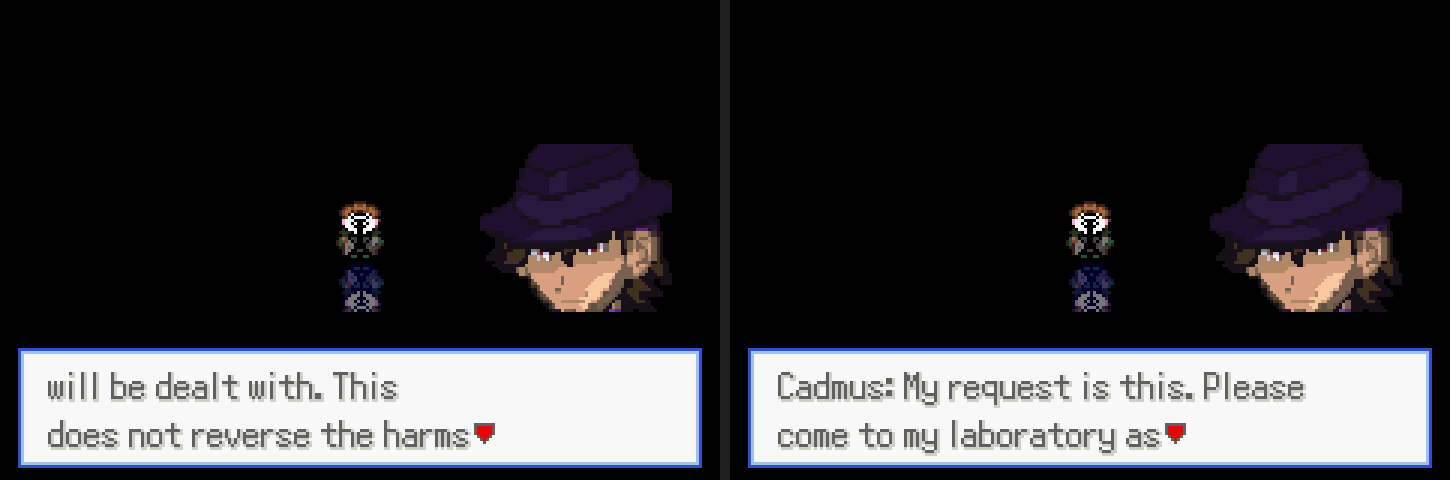 will be dealt with. This
does not reverse the harms
Cadmus: My request is this. Please
come to my laboratory as